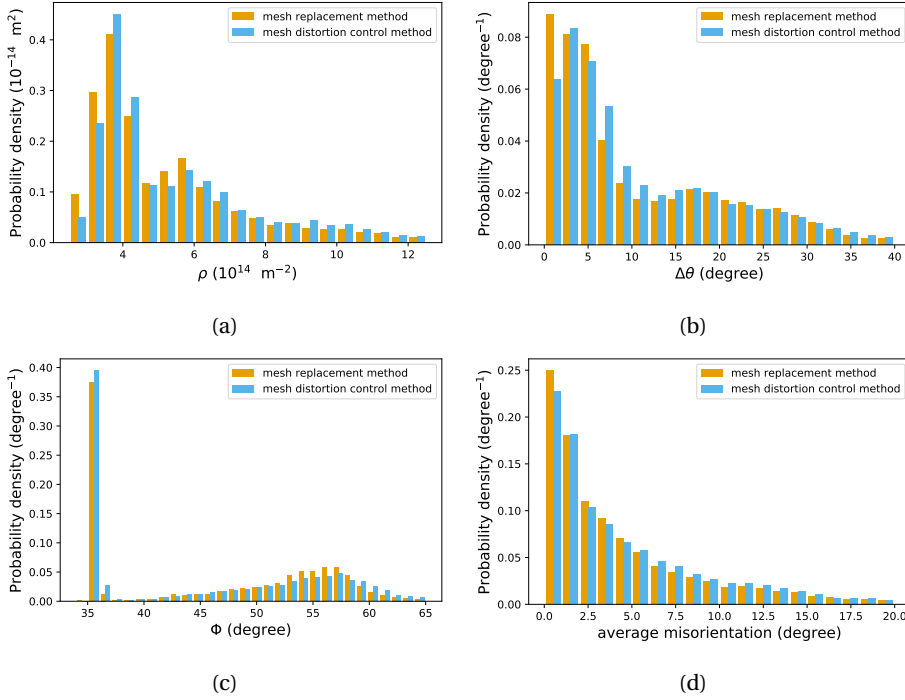 mesh replacement method
mesh distortion control method
Probability density (10⁻¹⁴ m²)
0.4
0.3
0.2
0.1
0.0
4 6 8 10 12
ρ (10¹⁴ m⁻²)
(a)
mesh replacement method
mesh distortion control method
Probability density (degree⁻¹)
0.08
0.06
0.04
0.02
0.00
0 5 10 15 20 25 30 35 40
Δθ (degree)
(b)
mesh replacement method
mesh distortion control method
Probability density (degree⁻¹)
0.40
0.35
0.30
0.25
0.20
0.15
0.10
0.05
0.00
35 40 45 50 55 60 65
Φ (degree)
(c)
mesh replacement method
mesh distortion control method
Probability density (degree⁻¹)
0.25
0.20
0.15
0.10
0.05
0.00
0.0 2.5 5.0 7.5 10.0 12.5 15.0 17.5 20.0
average misorientation (degree)
(d)